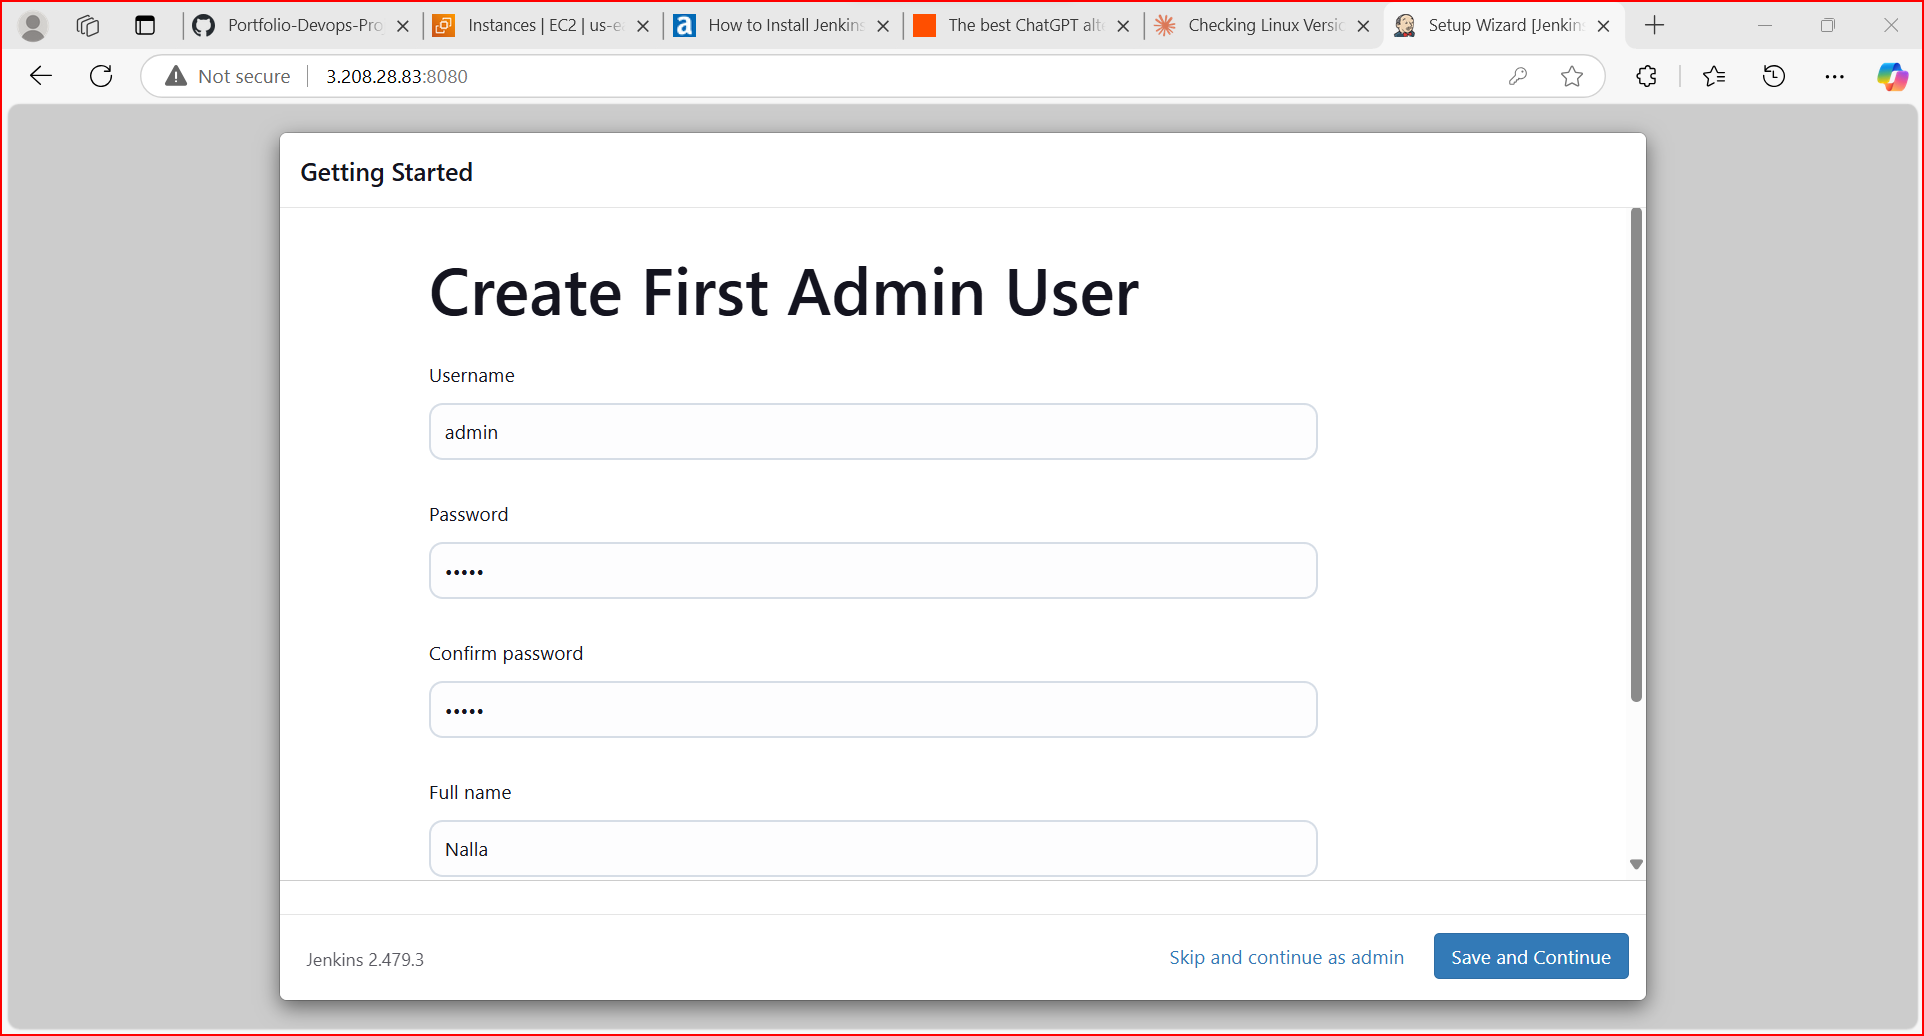 Portfolio-Devops-Pro
Instances | EC2 | us-ea
How to Install Jenkins
The best ChatGPT alte
Checking Linux Versio
Setup Wizard [Jenkins
Not secure
3.208.28.83:8080
Getting Started
Create First Admin User
Username
admin
Password
•••••
Confirm password
•••••
Full name
Nalla
Jenkins 2.479.3
Skip and continue as admin
Save and Continue